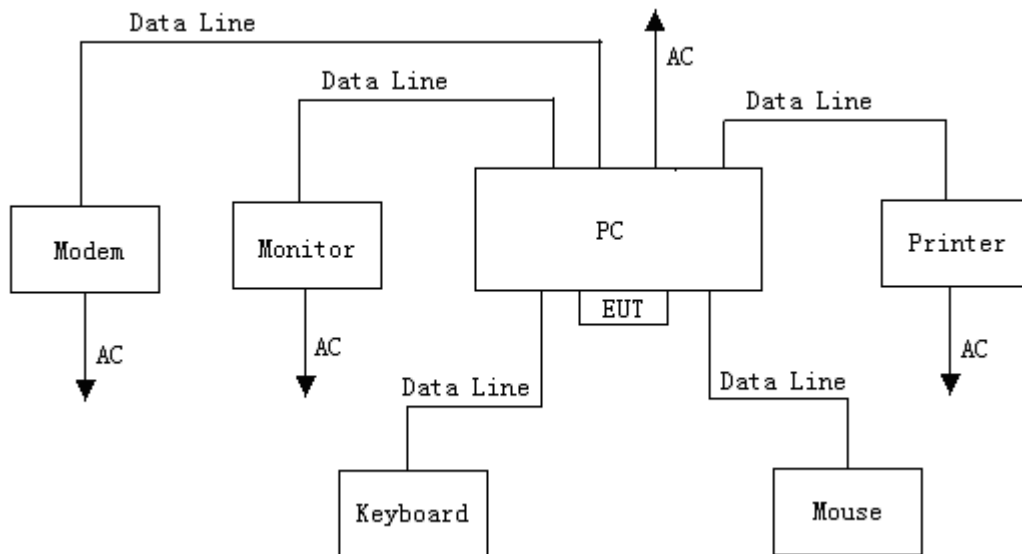 Data Line
AC
Data Line
Data Line
Modem
Monitor
PC
Printer
EUT
AC
AC
AC
Data Line
Data Line
Keyboard
Mouse